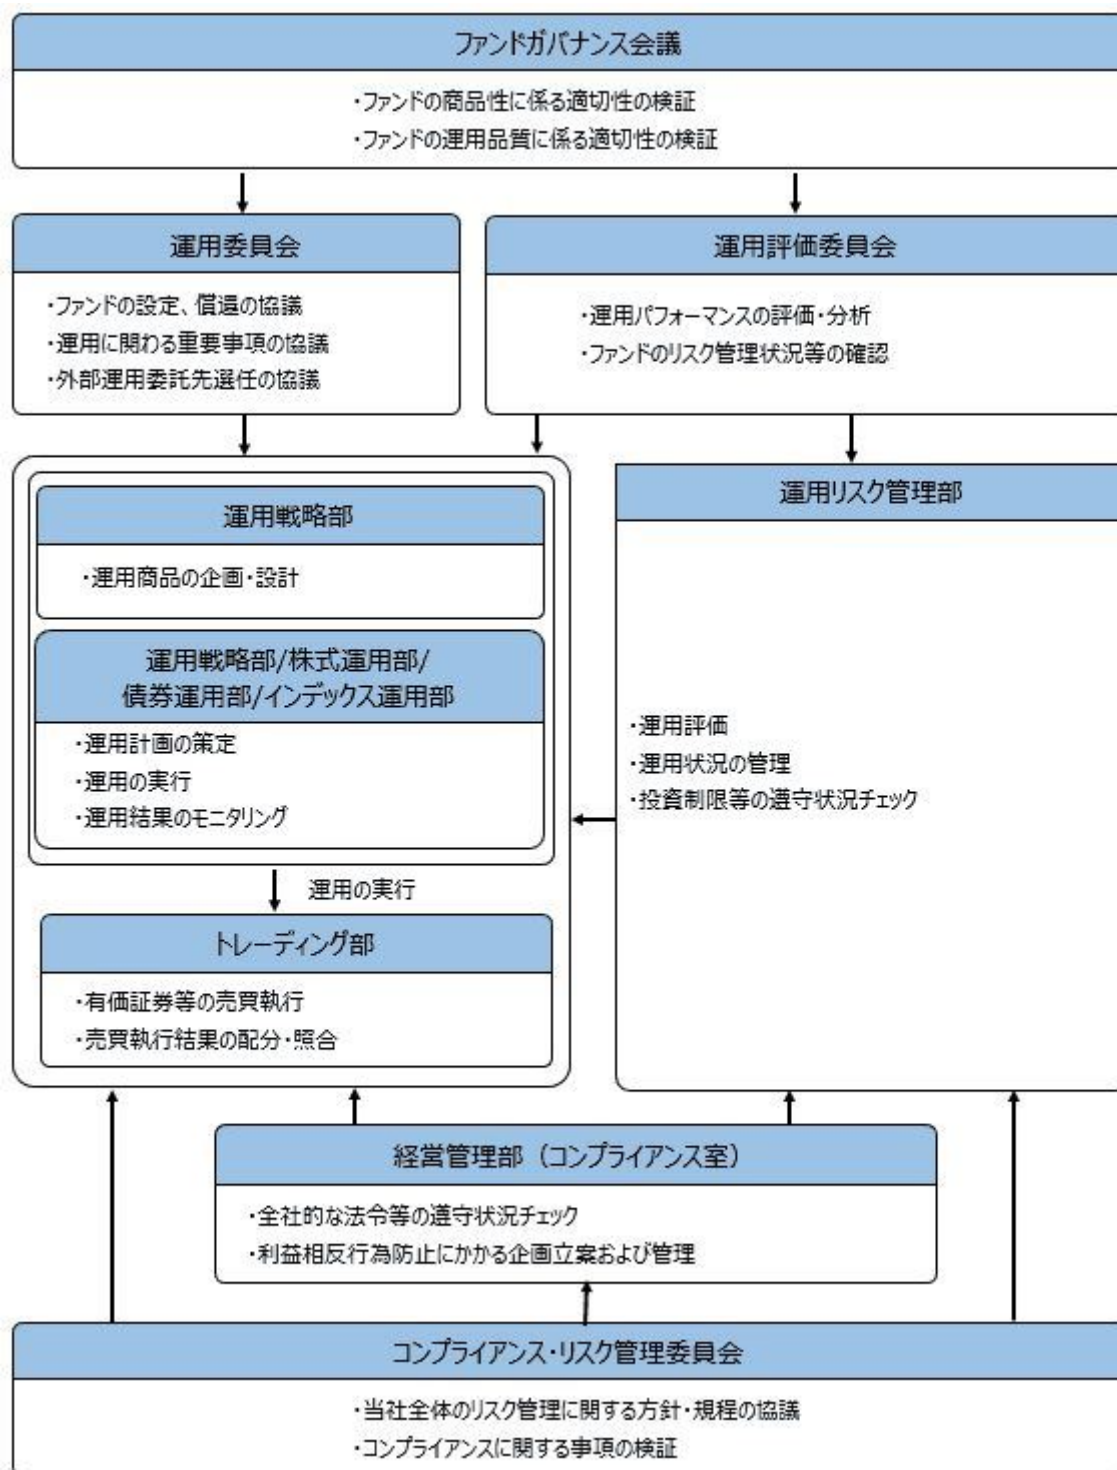 ファンドガバナンス会議
・ファンドの商品性に係る適切性の検証
・ファンドの運用品質に係る適切性の検証
運用委員会
・ファンドの設定、償還の協議
・運用に関わる重要事項の協議
・外部運用委託先選任の協議
運用評価委員会
・運用パフォーマンスの評価・分析
・ファンドのリスク管理状況等の確認
運用戦略部
・運用商品の企画・設計
運用戦略部/株式運用部/
債券運用部/インデックス運用部
・運用計画の策定
・運用の実行
・運用結果のモニタリング
運用の実行
トレーディング部
・有価証券等の売買執行
・売買執行結果の配分・照合
運用リスク管理部
・運用評価
・運用状況の管理
・投資制限等の遵守状況チェック
経営管理部（コンプライアンス室）
・全社的な法令等の遵守状況チェック
・利益相反行為防止にかかる企画立案および管理
コンプライアンス・リスク管理委員会
・当社全体のリスク管理に関する方針・規程の協議
・コンプライアンスに関する事項の検証